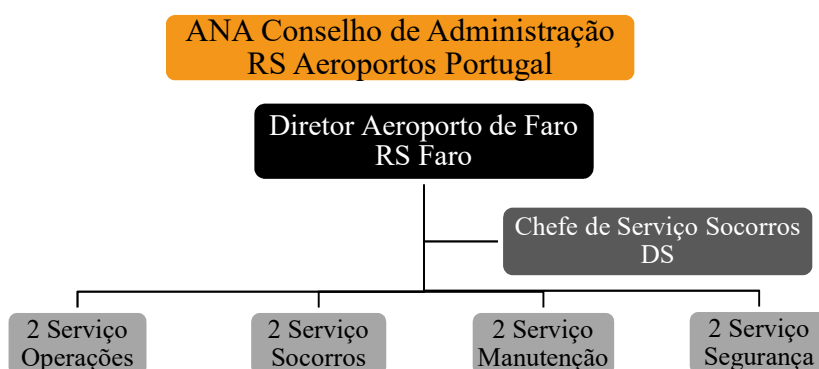 ANA Conselho de Administração
RS Aeroportos Portugal
Diretor Aeroporto de Faro
RS Faro
Chefe de Serviço Socorros
DS
2 Serviço
Operações
2 Serviço
Socorros
2 Serviço
Manutenção
2 Serviço
Segurança